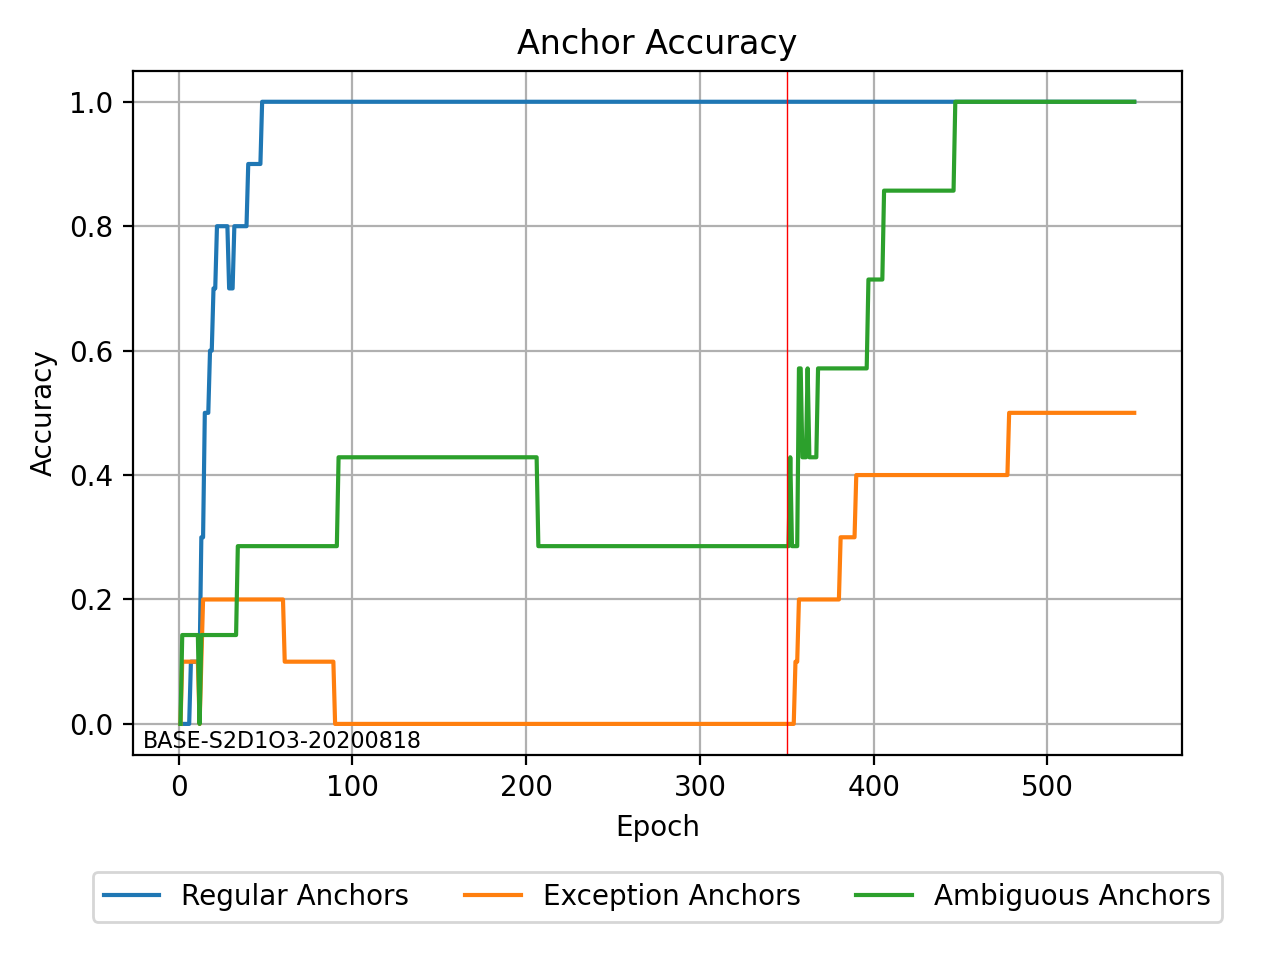 Anchor Accuracy
1.0
0.8
0.6
0.4
0.2
0.0
Accuracy
BASE-S2D1O3-20200818
0 100 200 300 400 500
Epoch
Regular Anchors Exception Anchors Ambiguous Anchors